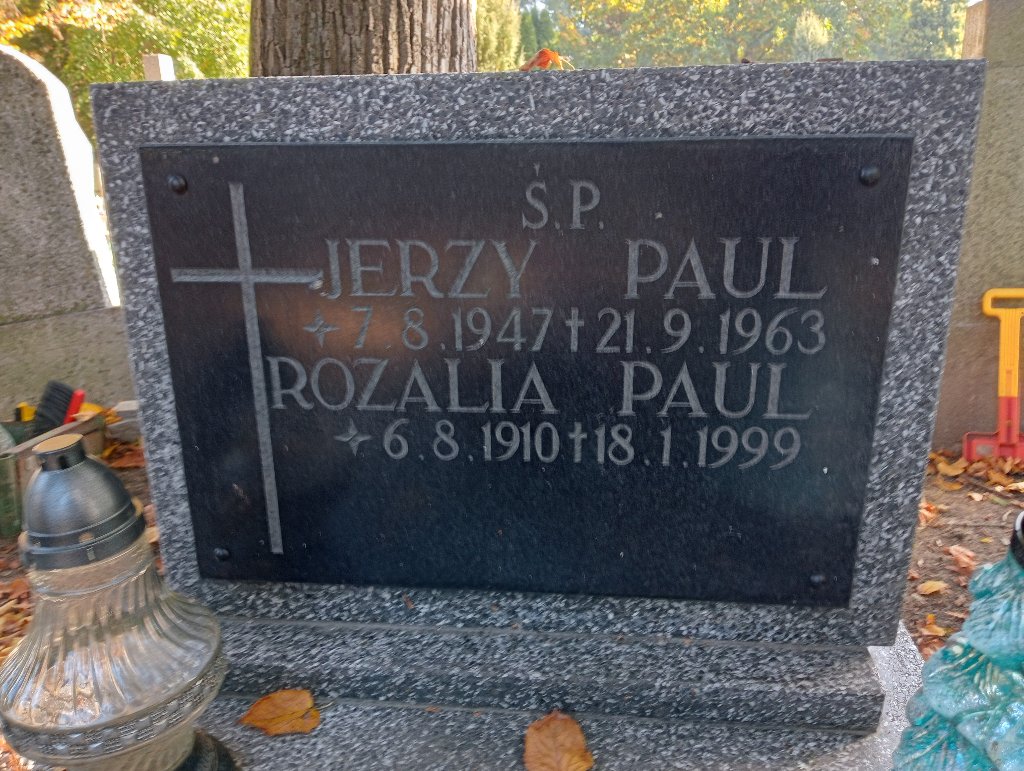 Ś.P.
JERZY PAUL
7.8.1947 † 21.9.1963
ROZALIA PAUL
6.8.1910 † 18.1.1999